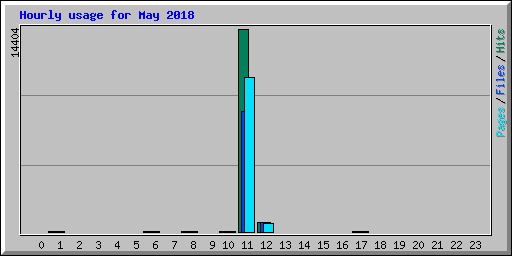 Hourly usage for May 2018
14404
Pages/Files/Hits
0 1 2 3 4 5 6 7 8 9 10 11 12 13 14 15 16 17 18 19 20 21 22 23